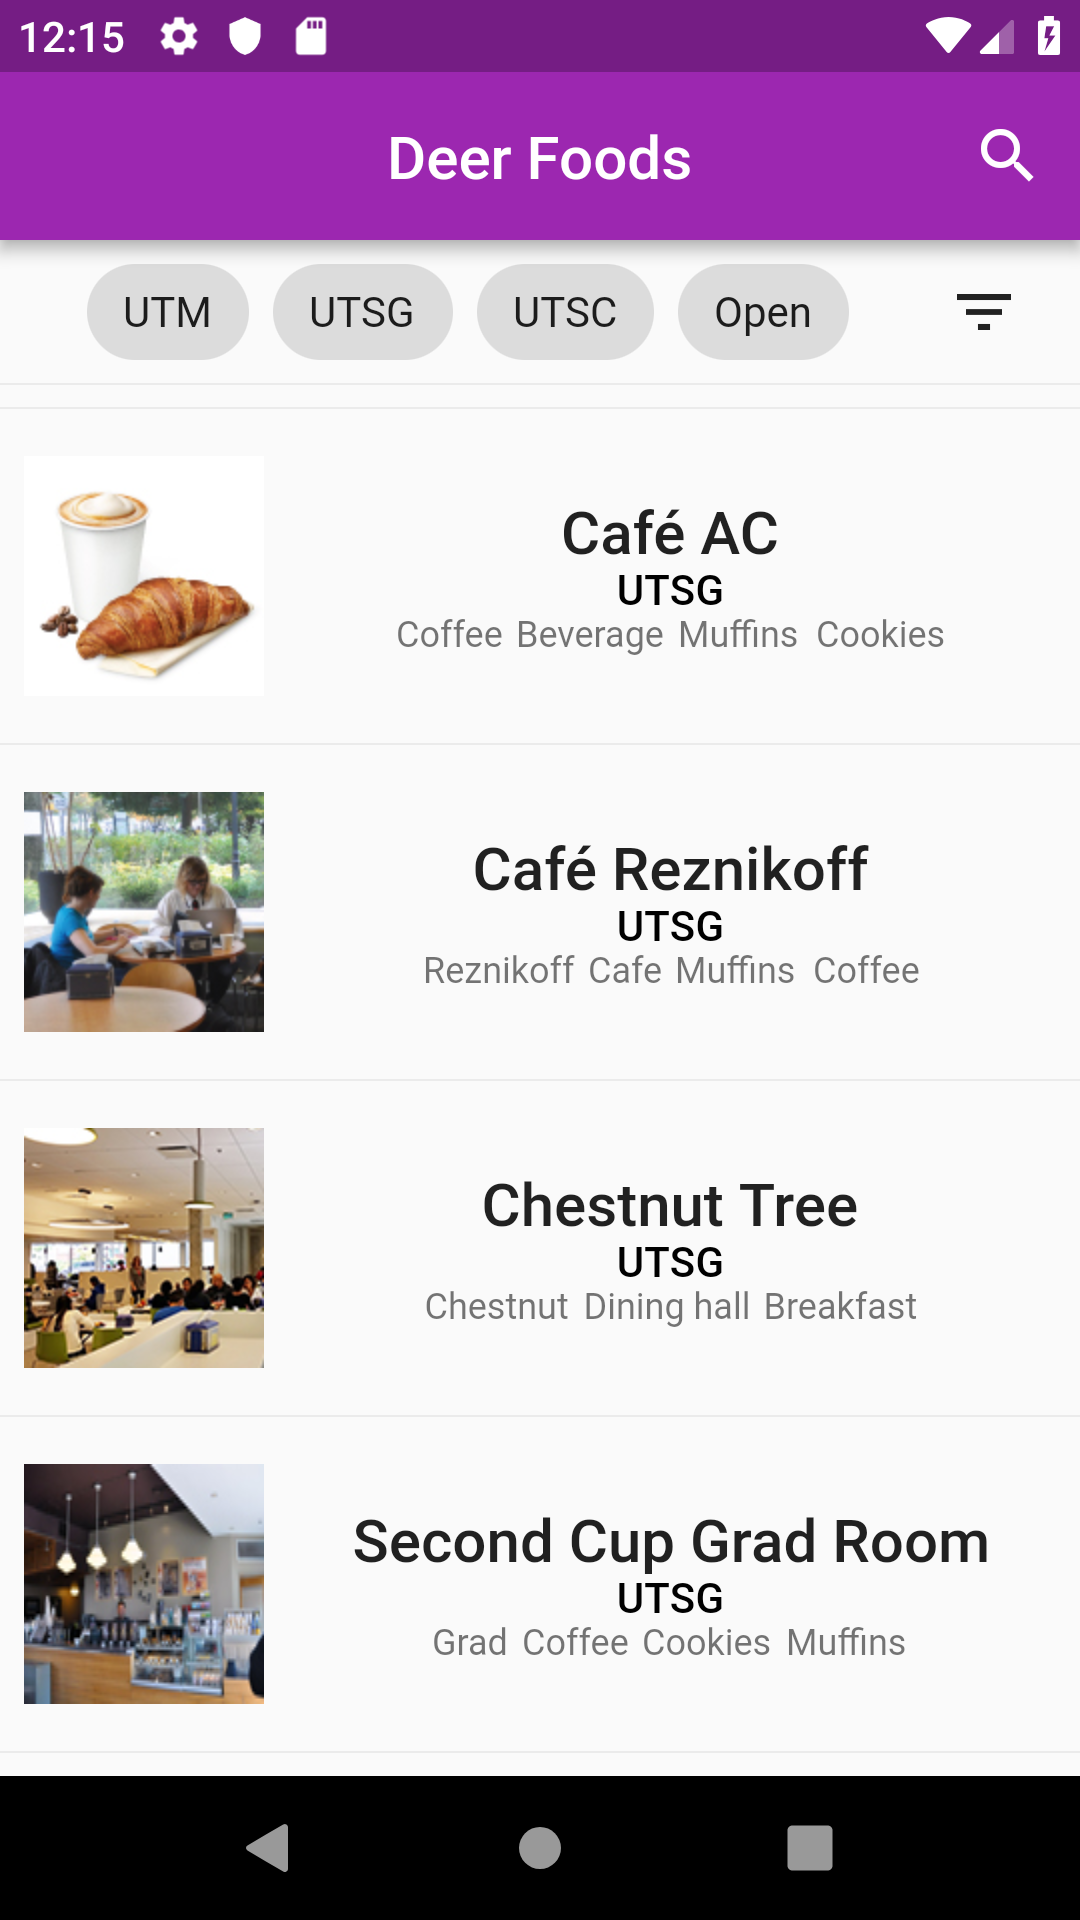 12:15
Deer Foods
UTM UTSG UTSC Open
Café AC
UTSG
Coffee Beverage Muffins Cookies
Café Reznikoff
UTSG
Reznikoff Cafe Muffins Coffee
Chestnut Tree
UTSG
Chestnut Dining hall Breakfast
Second Cup Grad Room
UTSG
Grad Coffee Cookies Muffins